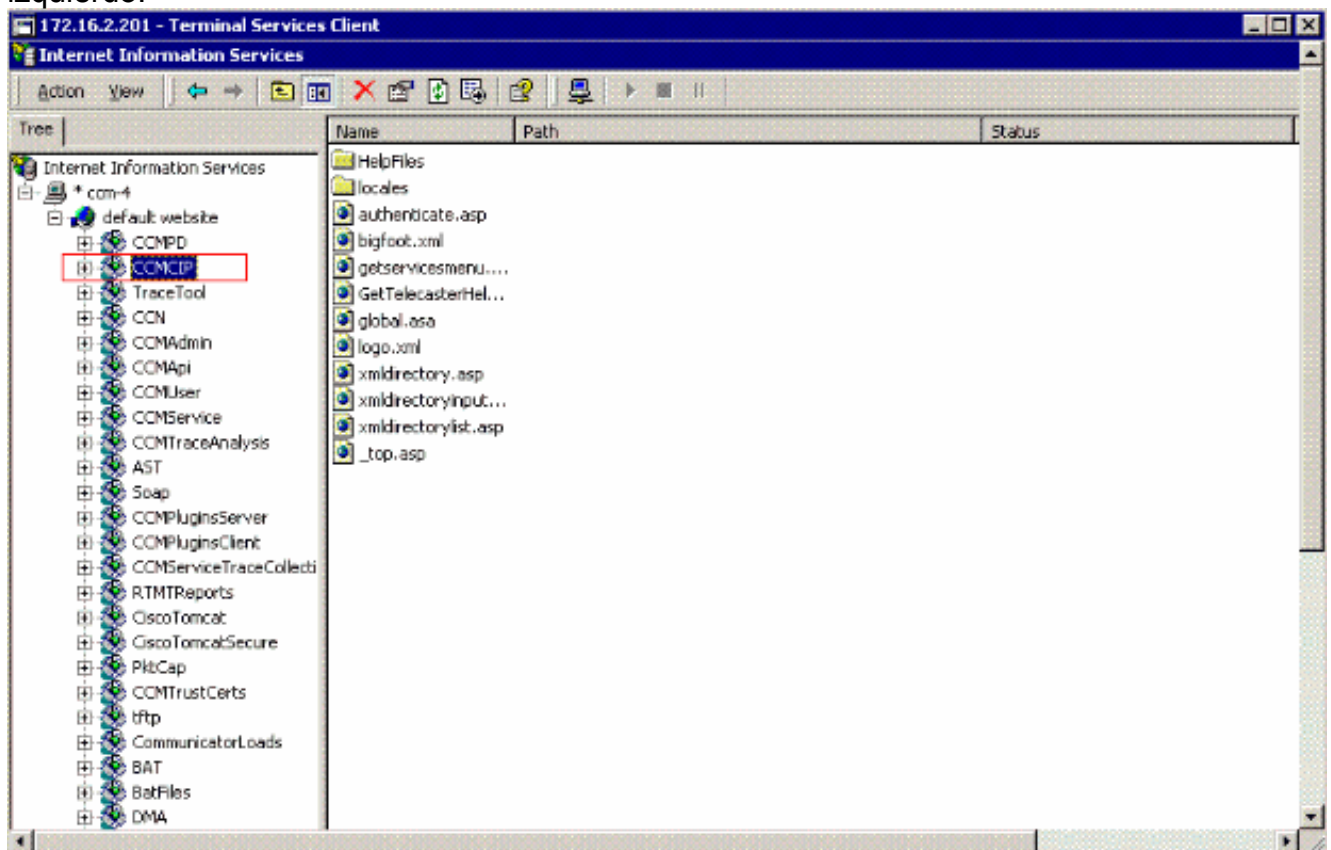 izquierdo.
172.16.2.201 - Terminal Services Client
Internet Information Services
Action View
Tree
Name Path Status
Internet Information Services
* ccm-4
default website
CCMPD
CCMCIP
TraceTool
CCN
CCMAdmin
CCMApi
CCMUser
CCMService
CCMTraceAnalysis
AST
Soap
CCMPluginsServer
CCMPluginsClient
CCMServiceTraceCollecti
RTMTReports
CiscoTomcat
CiscoTomcatSecure
PktCap
CCMTrustCerts
tftp
CommunicatorLoads
BAT
BatFiles
DMA
HelpFiles
locales
authenticate.asp
bigfoot.xml
getservicesmenu....
GetTelecasterHel...
global.asa
logo.xml
xmldirectory.asp
xmldirectoryinput...
xmldirectorylist.asp
_top.asp